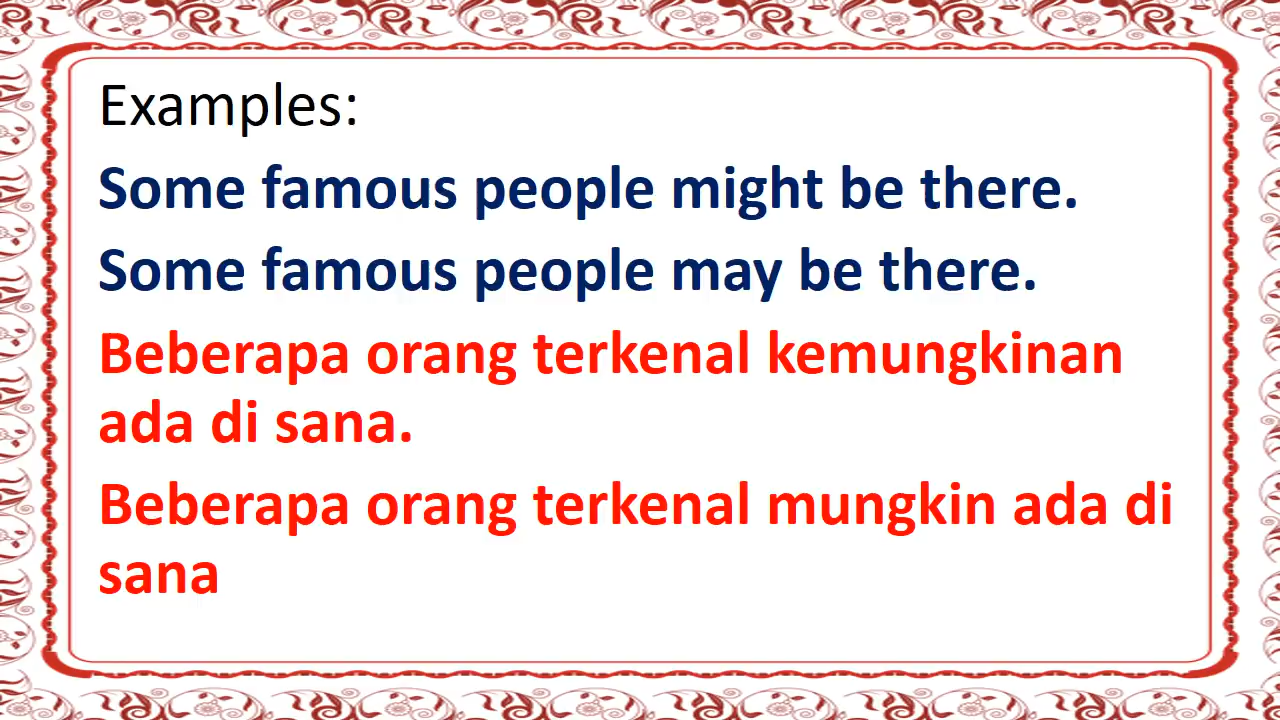 Examples:
Some famous people might be there.
Some famous people may be there.
Beberapa orang terkenal kemungkinan
ada di sana.
Beberapa orang terkenal mungkin ada di
sana